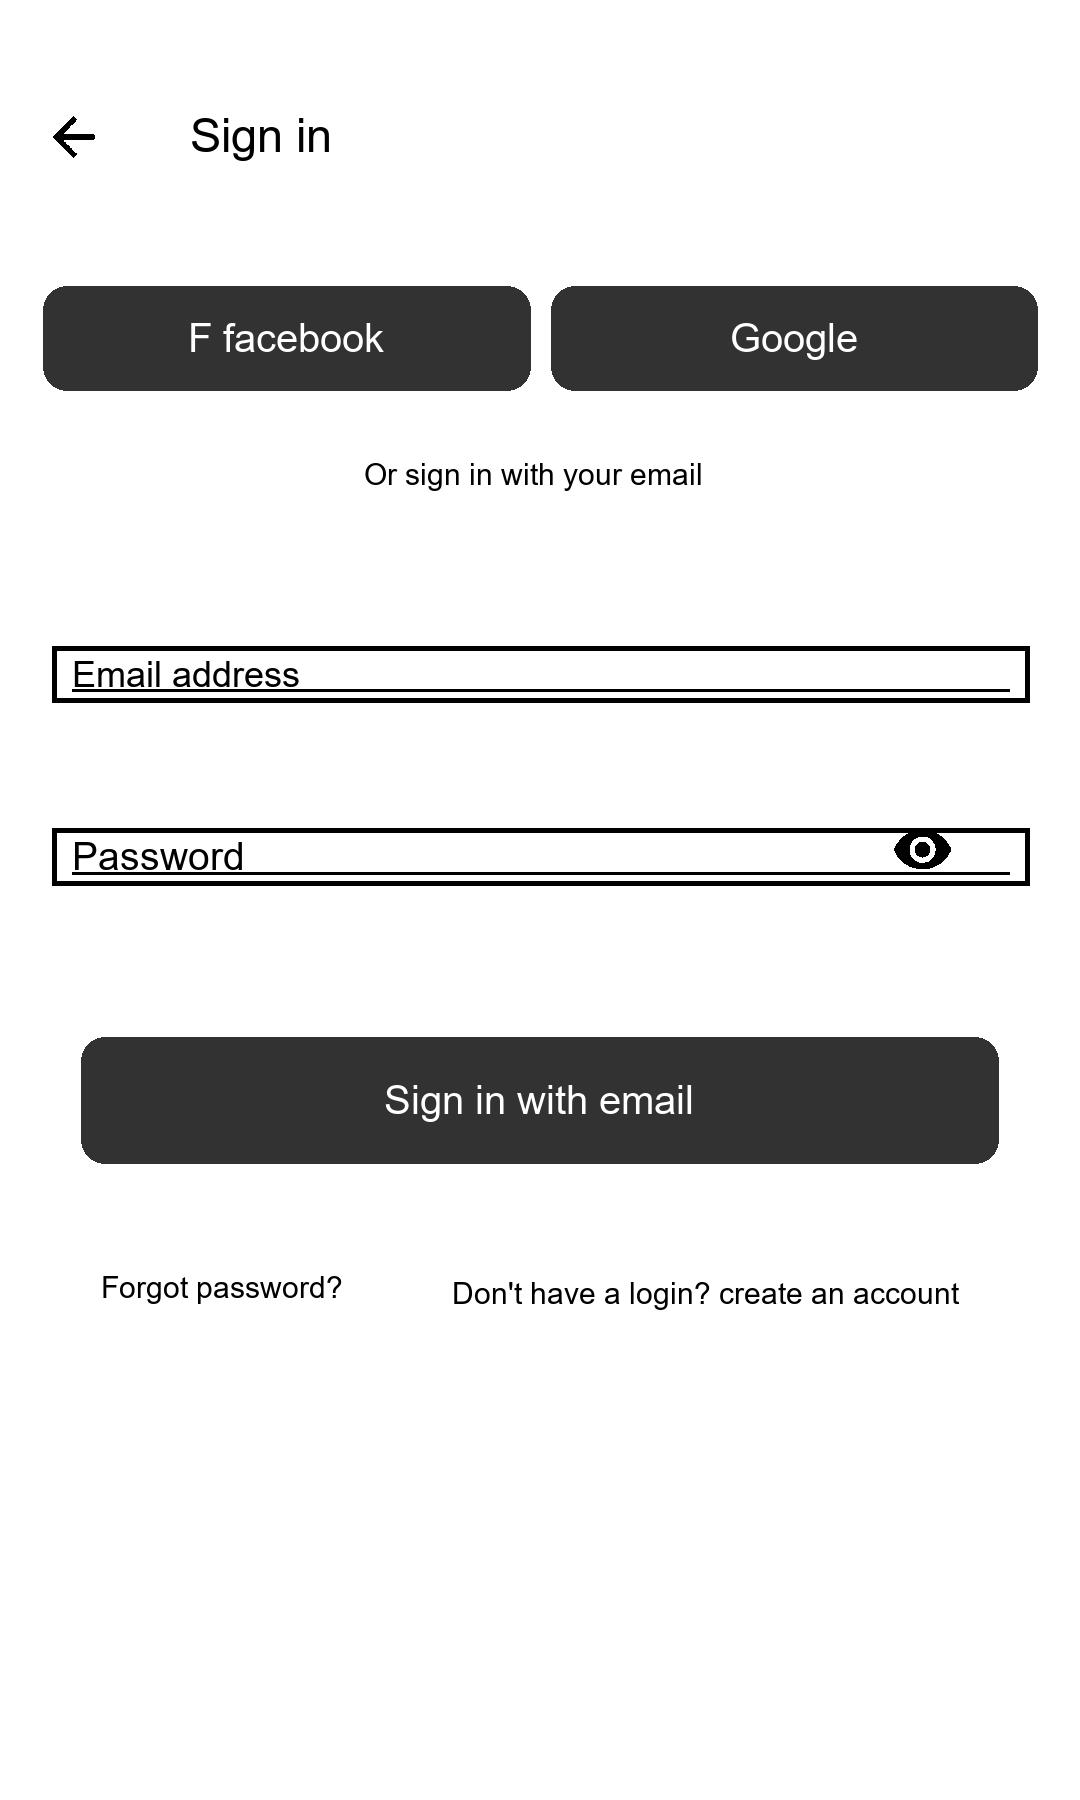 Sign in
F facebook
Google
Or sign in with your email
Email address
Password
Sign in with email
Forgot password?
Don't have a login? create an account